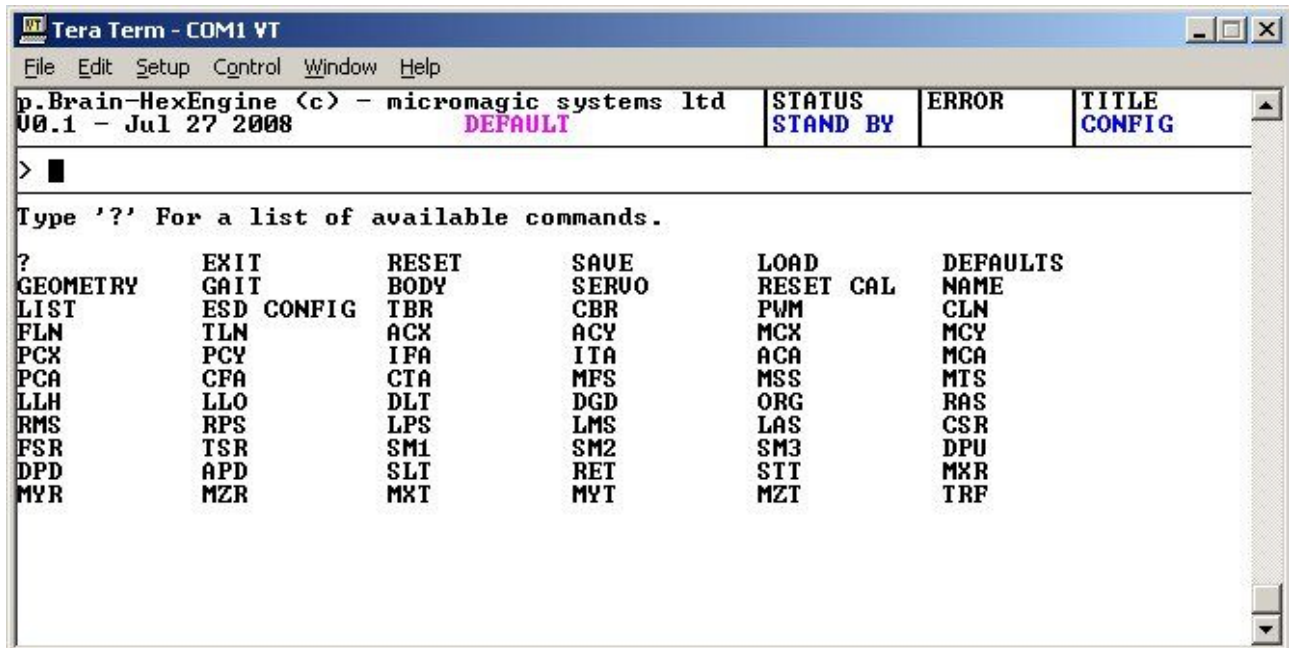 Tera Term - COM1 VT
File Edit Setup Control Window Help
p.Brain-HexEngine (c) - micromagic systems ltd STATUS ERROR TITLE
V0.1 - Jul 27 2008 DEFAULT STAND BY CONFIG
>
Type '?' For a list of available commands.
? EXIT RESET SAVE LOAD DEFAULTS
GEOMETRY GAIT BODY SERVO RESET CAL NAME
LIST ESD CONFIG TBR CBR PWM CLN
FLN TLN ACX ACY MCX MCY
PCX PCY IFA ITA ACA MCA
PCA CFA CTA MFS MSS MTS
LLH LLO DLT DGD ORG RAS
RMS RPS LPS LMS LAS CSR
FSR TSR SM1 SM2 SM3 DPU
DPD APD SLT RET STT MXR
MYR MZR MXT MYT MZT TRF